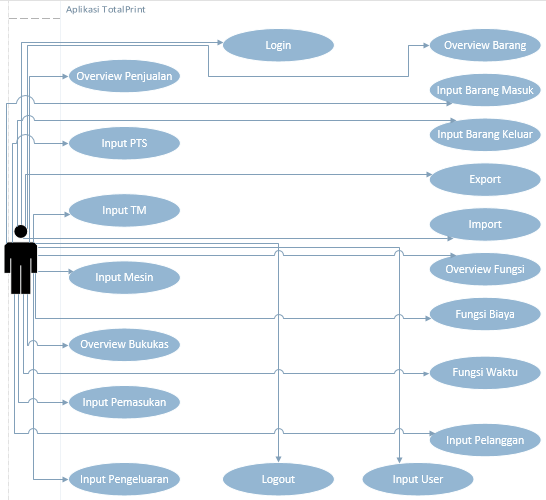 Aplikasi TotalPrint
Login
Overview Barang
Overview Penjualan
Input Barang Masuk
Input Barang Keluar
Input PTS
Export
Input TM
Import
Overview Fungsi
Input Mesin
Fungsi Biaya
Overview Bukukas
Fungsi Waktu
Input Pemasukan
Input Pelanggan
Input Pengeluaran
Logout
Input User